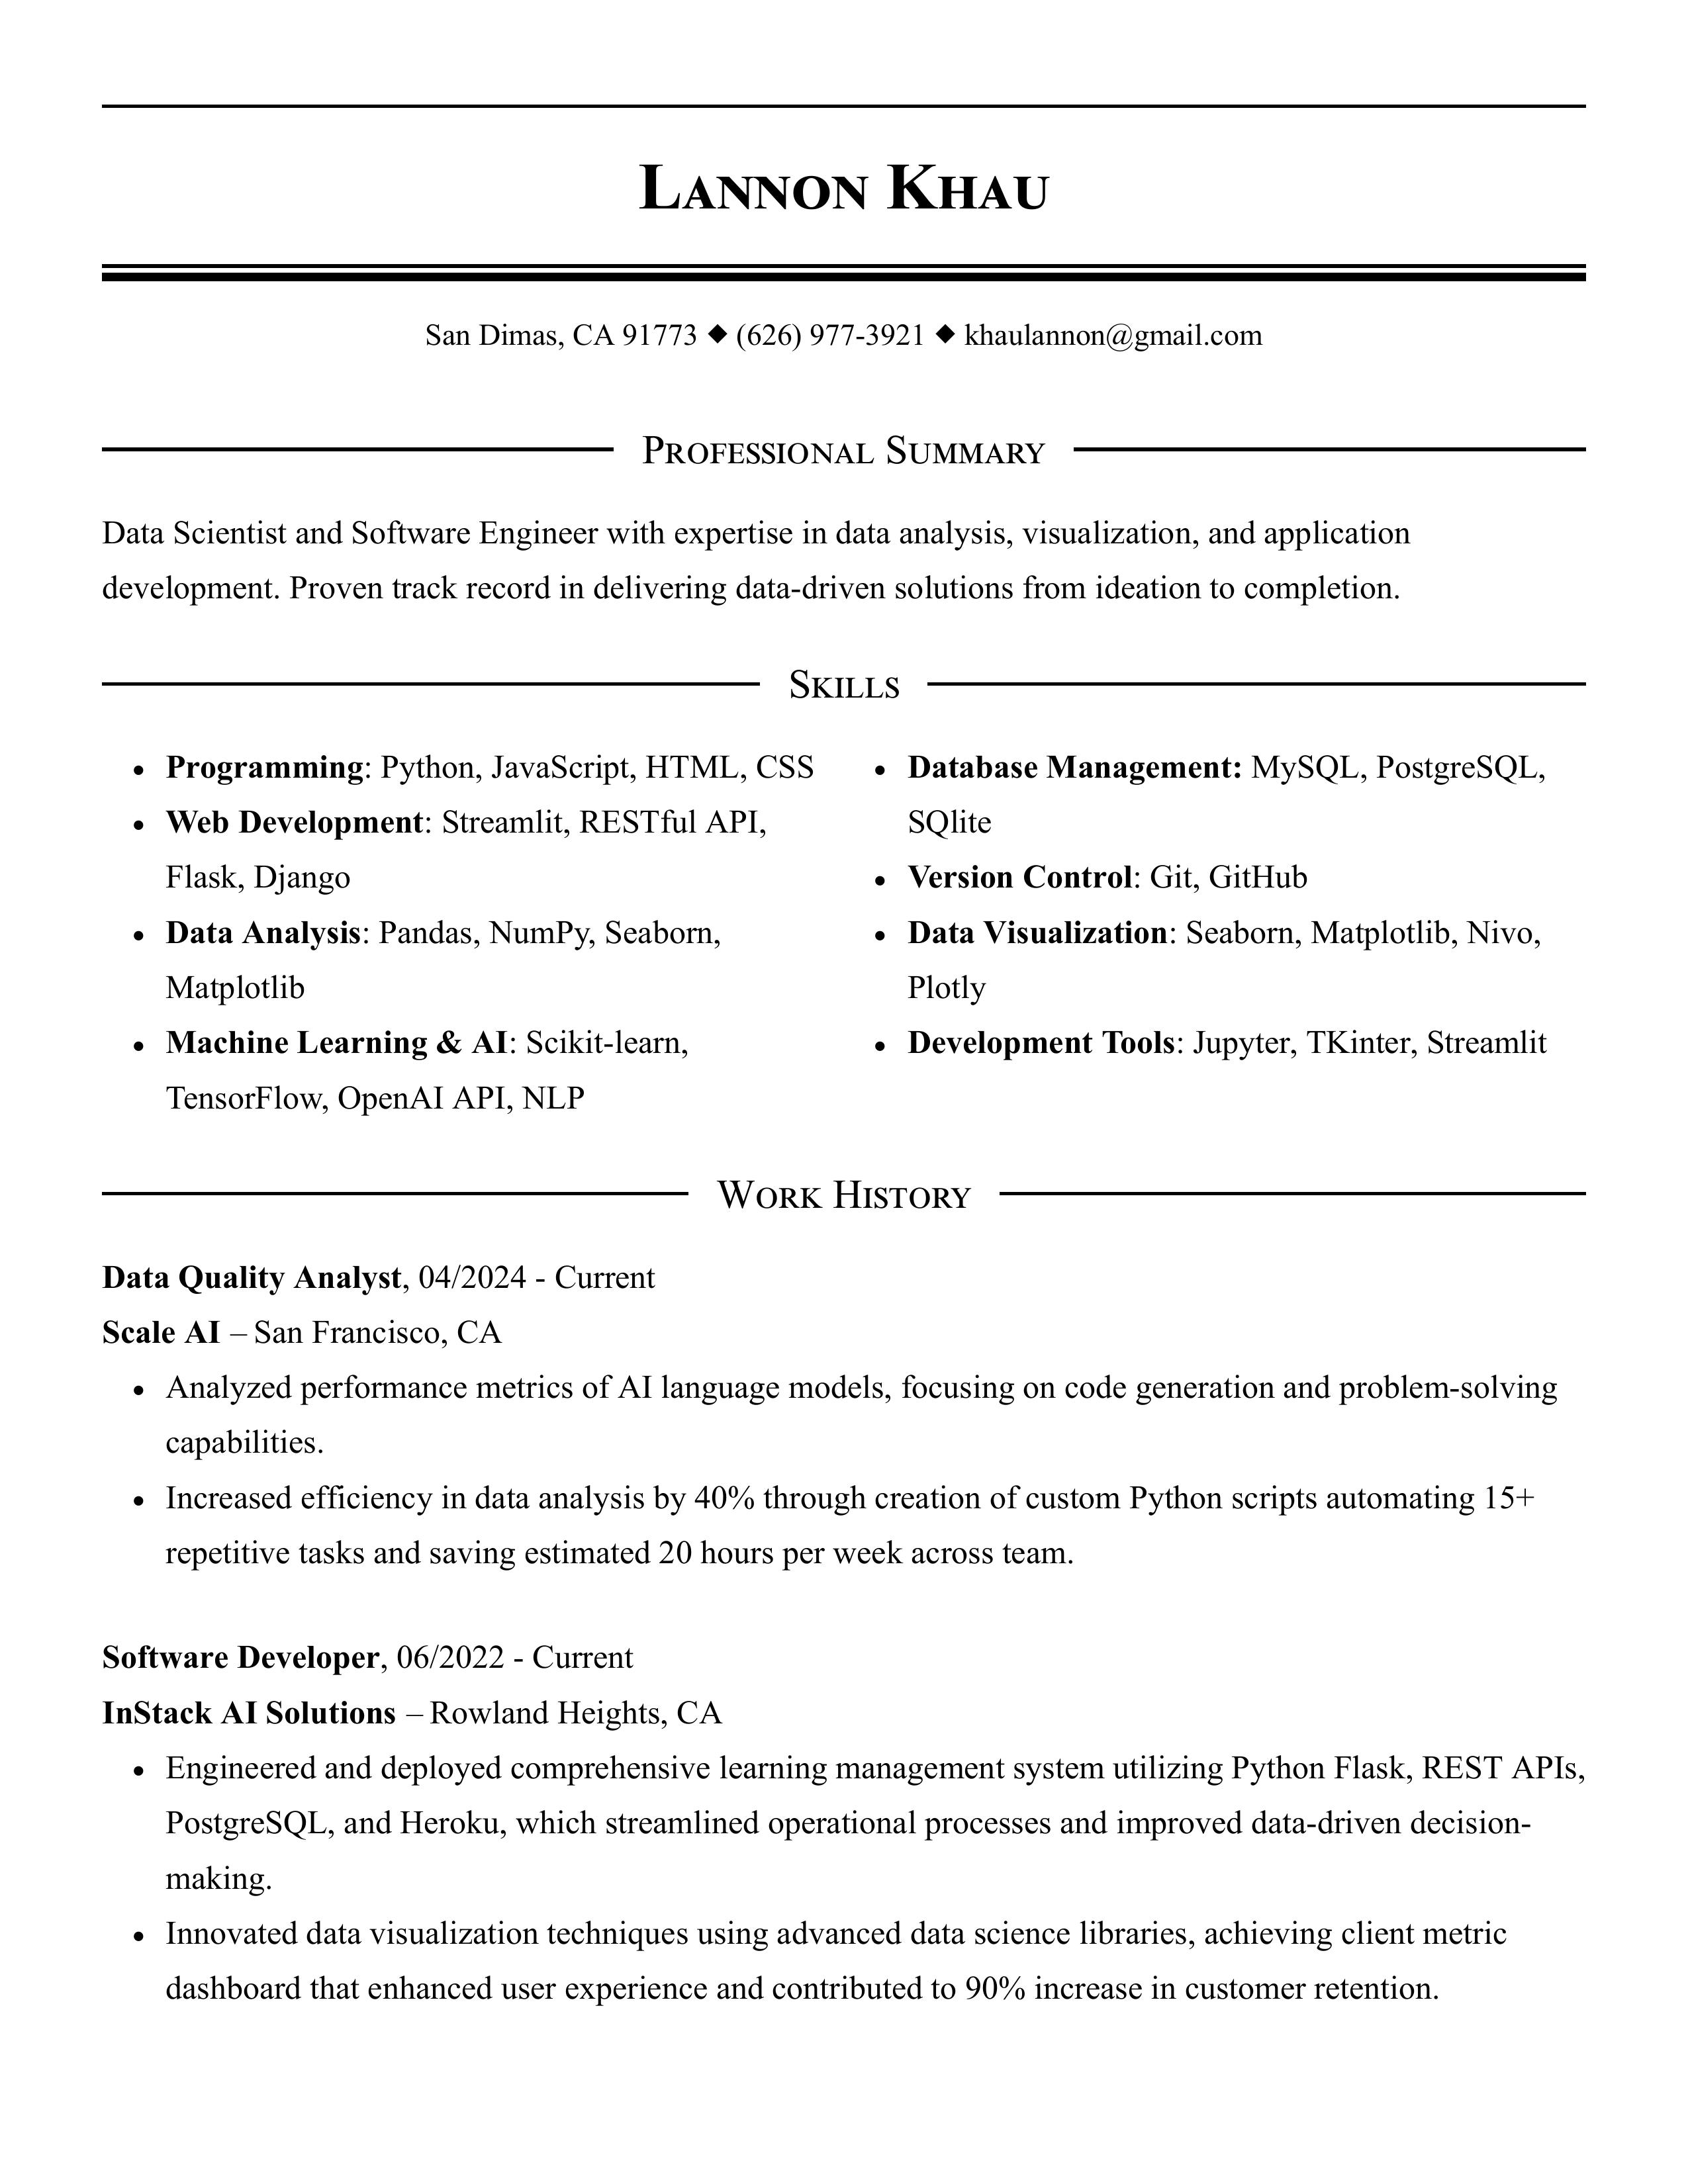 Lannon Khau
San Dimas, CA 91773 ◆ (626) 977-3921 ◆ khaulannon@gmail.com
Professional Summary
Data Scientist and Software Engineer with expertise in data analysis, visualization, and application
development. Proven track record in delivering data-driven solutions from ideation to completion.
Skills
• Programming: Python, JavaScript, HTML, CSS
• Web Development: Streamlit, RESTful API,
Flask, Django
• Data Analysis: Pandas, NumPy, Seaborn,
Matplotlib
• Machine Learning & AI: Scikit-learn,
TensorFlow, OpenAI API, NLP
• Database Management: MySQL, PostgreSQL,
SQlite
• Version Control: Git, GitHub
• Data Visualization: Seaborn, Matplotlib, Nivo,
Plotly
• Development Tools: Jupyter, TKinter, Streamlit
Work History
Data Quality Analyst, 04/2024 - Current
Scale AI – San Francisco, CA
• Analyzed performance metrics of AI language models, focusing on code generation and problem-solving
capabilities.
• Increased efficiency in data analysis by 40% through creation of custom Python scripts automating 15+
repetitive tasks and saving estimated 20 hours per week across team.
Software Developer, 06/2022 - Current
InStack AI Solutions – Rowland Heights, CA
• Engineered and deployed comprehensive learning management system utilizing Python Flask, REST APIs,
PostgreSQL, and Heroku, which streamlined operational processes and improved data-driven decision-
making.
• Innovated data visualization techniques using advanced data science libraries, achieving client metric
dashboard that enhanced user experience and contributed to 90% increase in customer retention.